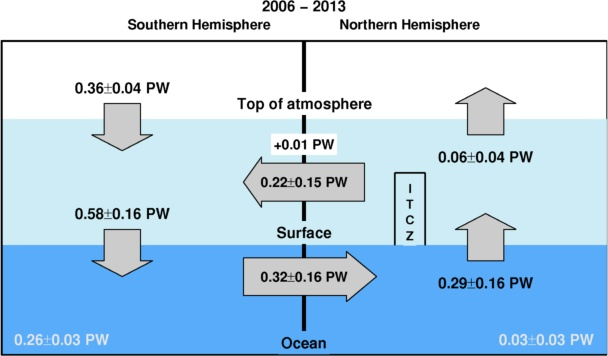 2006 – 2013
Southern Hemisphere
Northern Hemisphere
0.36±0.04 PW
Top of atmosphere
+0.01 PW
0.06±0.04 PW
0.22±0.15 PW
I
T
C
Z
0.58±0.16 PW
Surface
0.32±0.16 PW
0.29±0.16 PW
0.26±0.03 PW
Ocean
0.03±0.03 PW